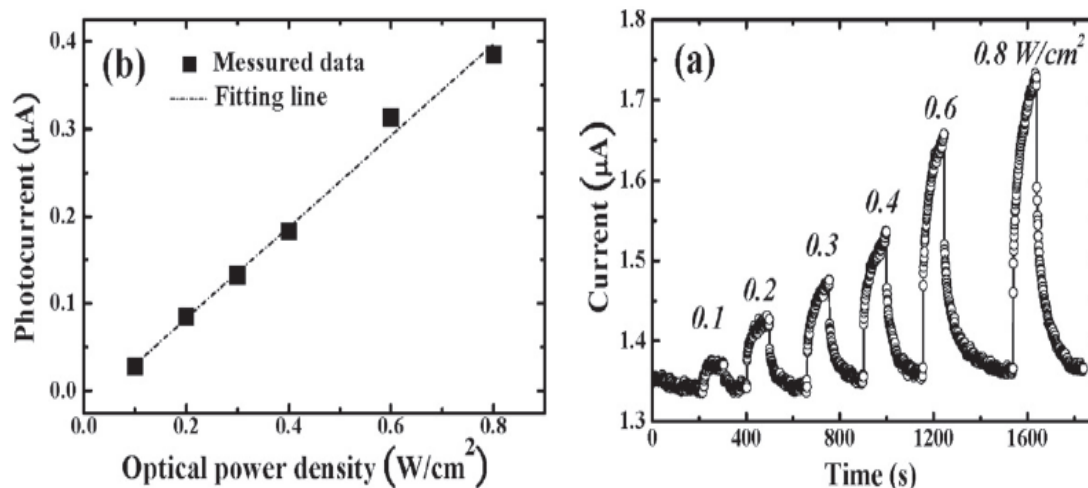 (b)
Messured data
Fitting line
Photocurrent (μA)
0.4
0.3
0.2
0.1
0.0
0.0 0.2 0.4 0.6 0.8
Optical power density (W/cm²)
(a)
0.8 W/cm²
0.6
0.4
0.3
0.2
0.1
Current (μA)
1.8
1.7
1.6
1.5
1.4
1.3
0 400 800 1200 1600
Time (s)